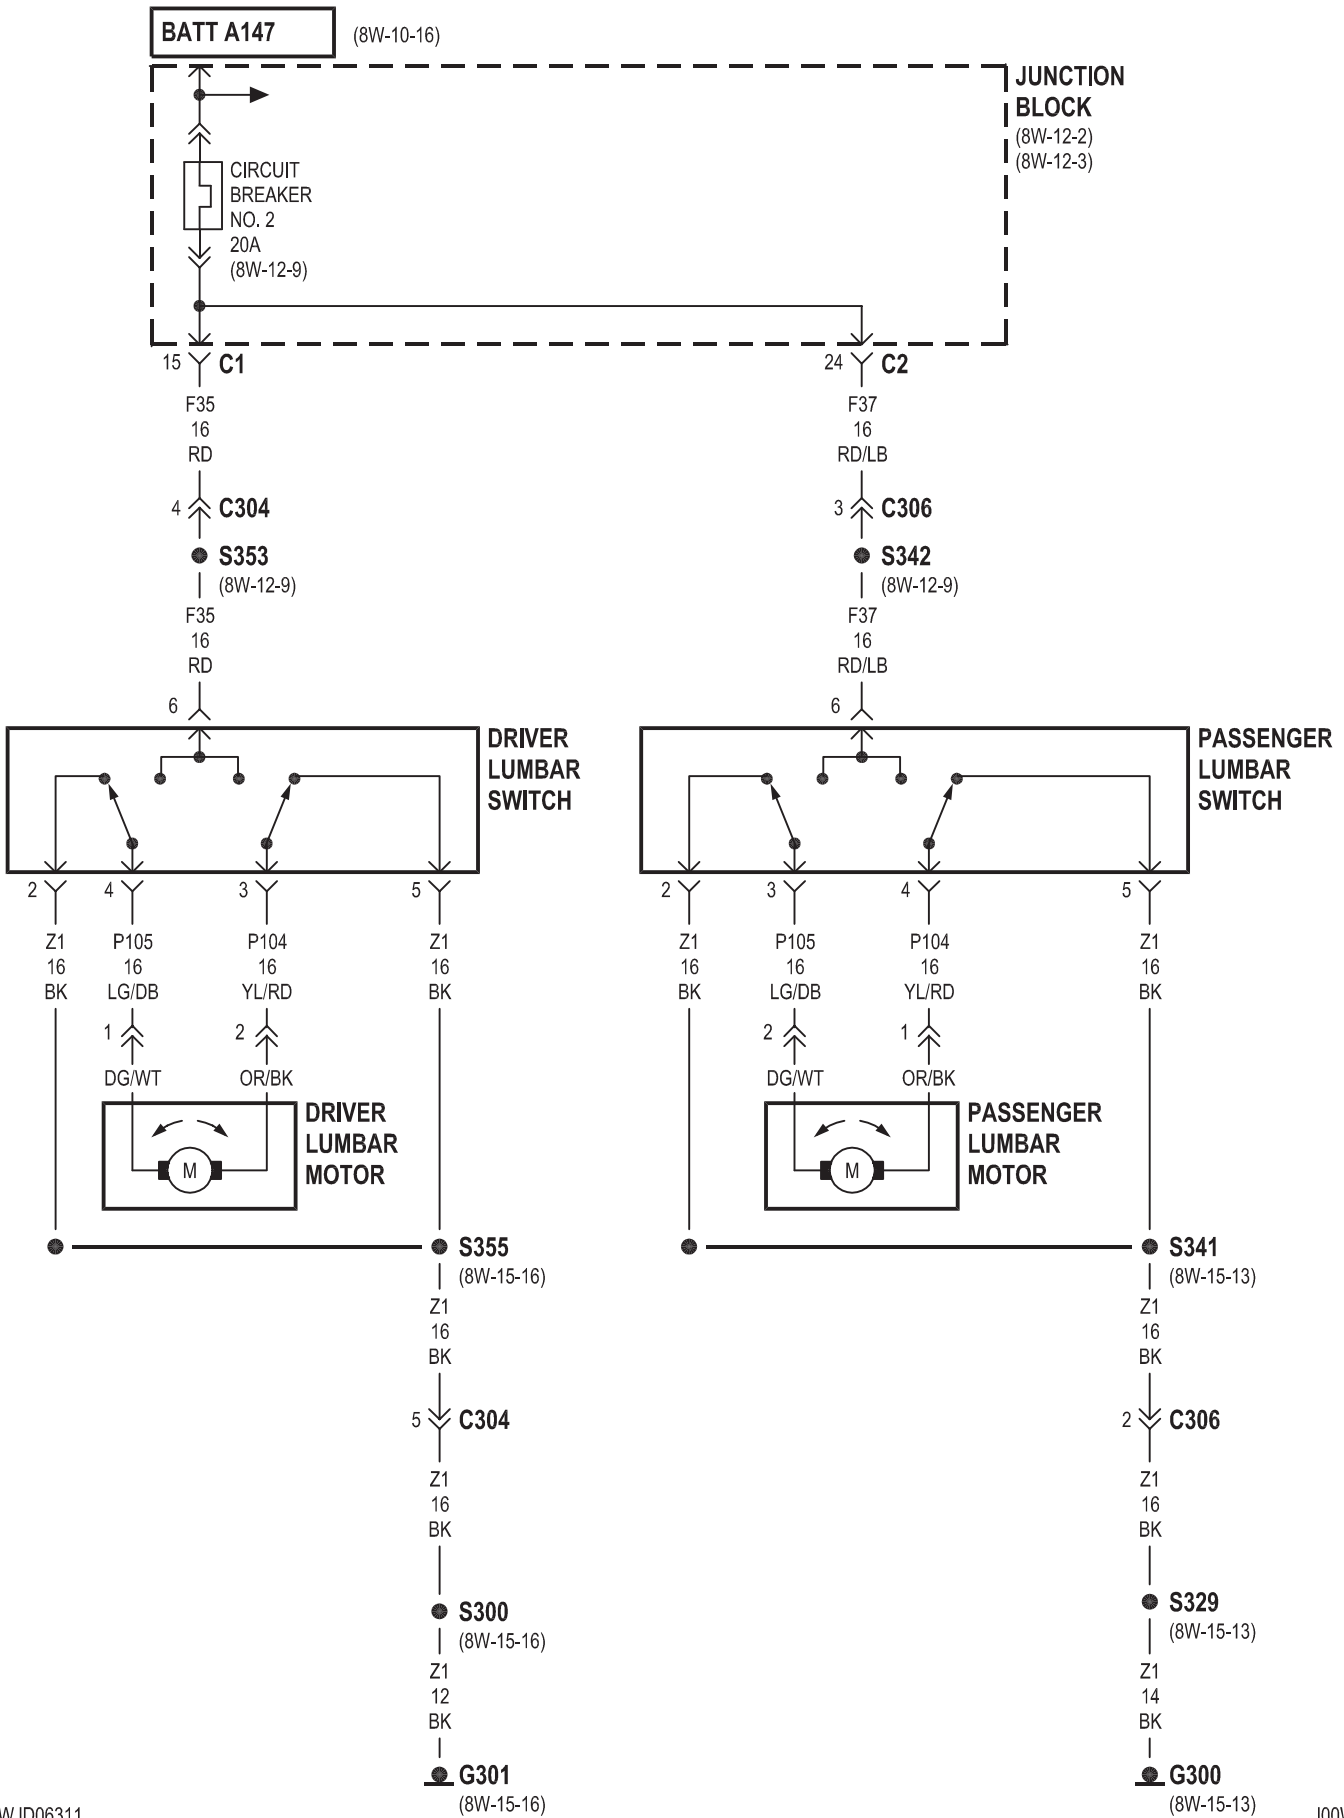 BATT A147
(8W-10-16)
JUNCTION
BLOCK
(8W-12-2)
(8W-12-3)
CIRCUIT
BREAKER
NO. 2
20A
(8W-12-9)
15 C1
24 C2
F35
16
RD
F37
16
RD/LB
4 C304
3 C306
S353
(8W-12-9)
S342
(8W-12-9)
F35
16
RD
F37
16
RD/LB
6
6
DRIVER
LUMBAR
SWITCH
PASSENGER
LUMBAR
SWITCH
2 4 3 5
2 3 4 5
Z1 P105 P104 Z1
16 16 16 16
BK LG/DB YL/RD BK
Z1 P105 P104 Z1
16 16 16 16
BK LG/DB YL/RD BK
1 2
2 1
DG/WT OR/BK
DG/WT OR/BK
DRIVER
LUMBAR
MOTOR
M
PASSENGER
LUMBAR
MOTOR
M
S355
(8W-15-16)
S341
(8W-15-13)
Z1
16
BK
Z1
16
BK
5 C304
2 C306
Z1
16
BK
Z1
16
BK
S300
(8W-15-16)
S329
(8W-15-13)
Z1
12
BK
Z1
14
BK
G301
(8W-15-16)
G300
(8W-15-13)